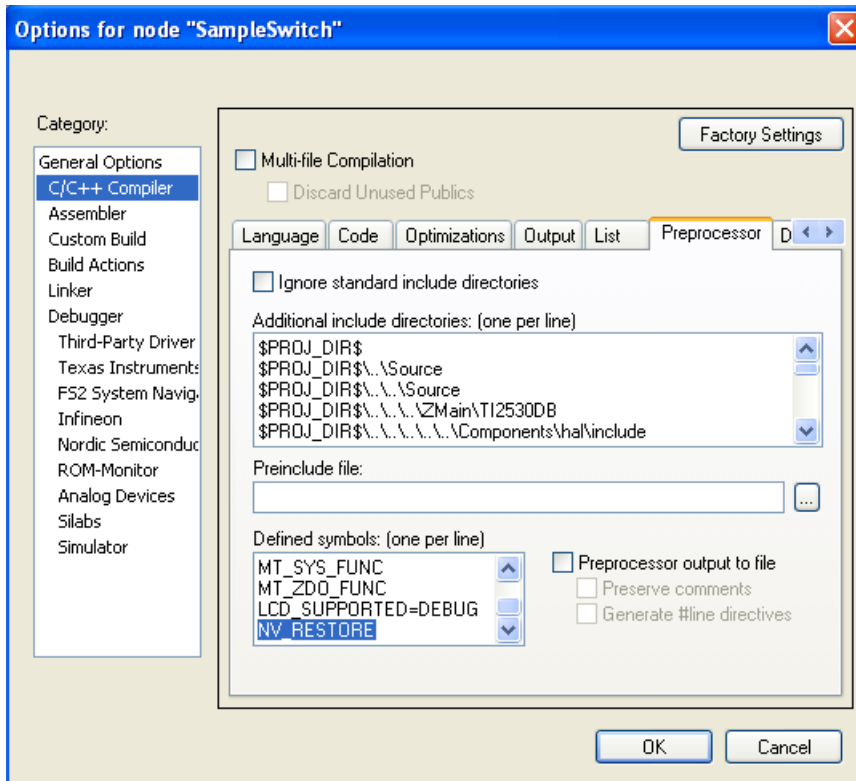 Options for node "SampleSwitch"
Category:
General Options
C/C++ Compiler
Assembler
Custom Build
Build Actions
Linker
Debugger
Third-Party Driver
Texas Instruments
FS2 System Navig
Infineon
Nordic Semiconduc
ROM-Monitor
Analog Devices
Silabs
Simulator
Factory Settings
Multi-file Compilation
Discard Unused Publics
Language Code Optimizations Output List Preprocessor D
Ignore standard include directories
Additional include directories: (one per line)
$PROJ_DIR$
$PROJ_DIR$\..\Source
$PROJ_DIR$\..\..\Source
$PROJ_DIR$\..\..\..\ZMain\TI2530DB
$PROJ_DIR$\..\..\..\..\..\Components\hal\include
Preinclude file:
...
Defined symbols: (one per line)
MT_SYS_FUNC
MT_ZDO_FUNC
LCD_SUPPORTED=DEBUG
NV_RESTORE
Preprocessor output to file
Preserve comments
Generate #line directives
OK Cancel